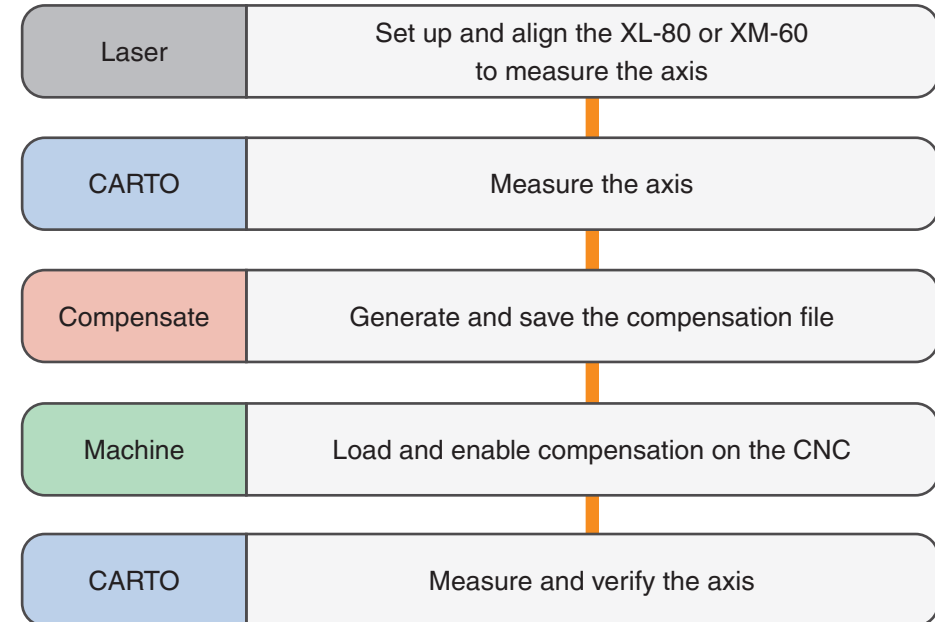 Laser
Set up and align the XL-80 or XM-60
to measure the axis
CARTO
Measure the axis
Compensate
Generate and save the compensation file
Machine
Load and enable compensation on the CNC
CARTO
Measure and verify the axis